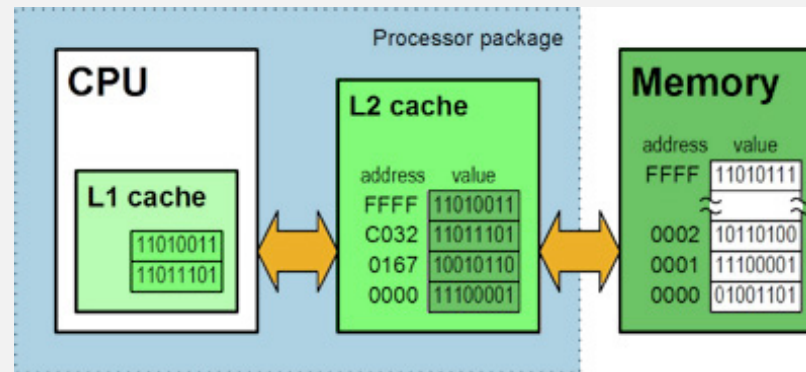 Processor package
CPU
L1 cache
11010011
11011101
L2 cache
address value
FFFF 11010011
C032 11011101
0167 10010110
0000 11100001
Memory
address value
FFFF 11010111
0002 10110100
0001 11100001
0000 01001101